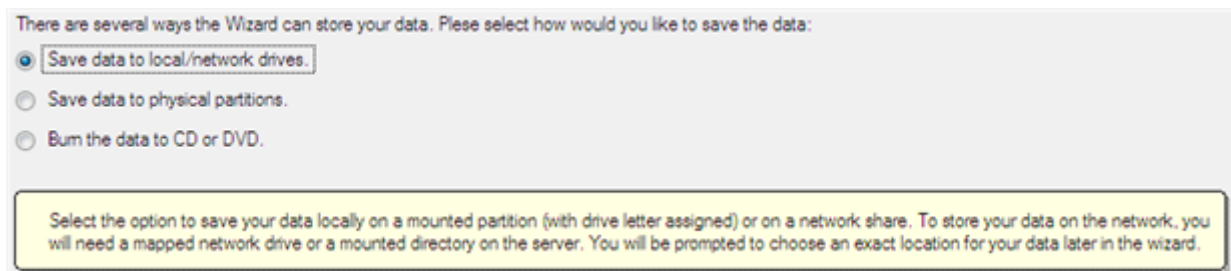 There are several ways the Wizard can store your data. Plese select how would you like to save the data:
Save data to local/network drives.
Save data to physical partitions.
Burn the data to CD or DVD.
Select the option to save your data locally on a mounted partition (with drive letter assigned) or on a network share. To store your data on the network, you
will need a mapped network drive or a mounted directory on the server. You will be prompted to choose an exact location for your data later in the wizard.